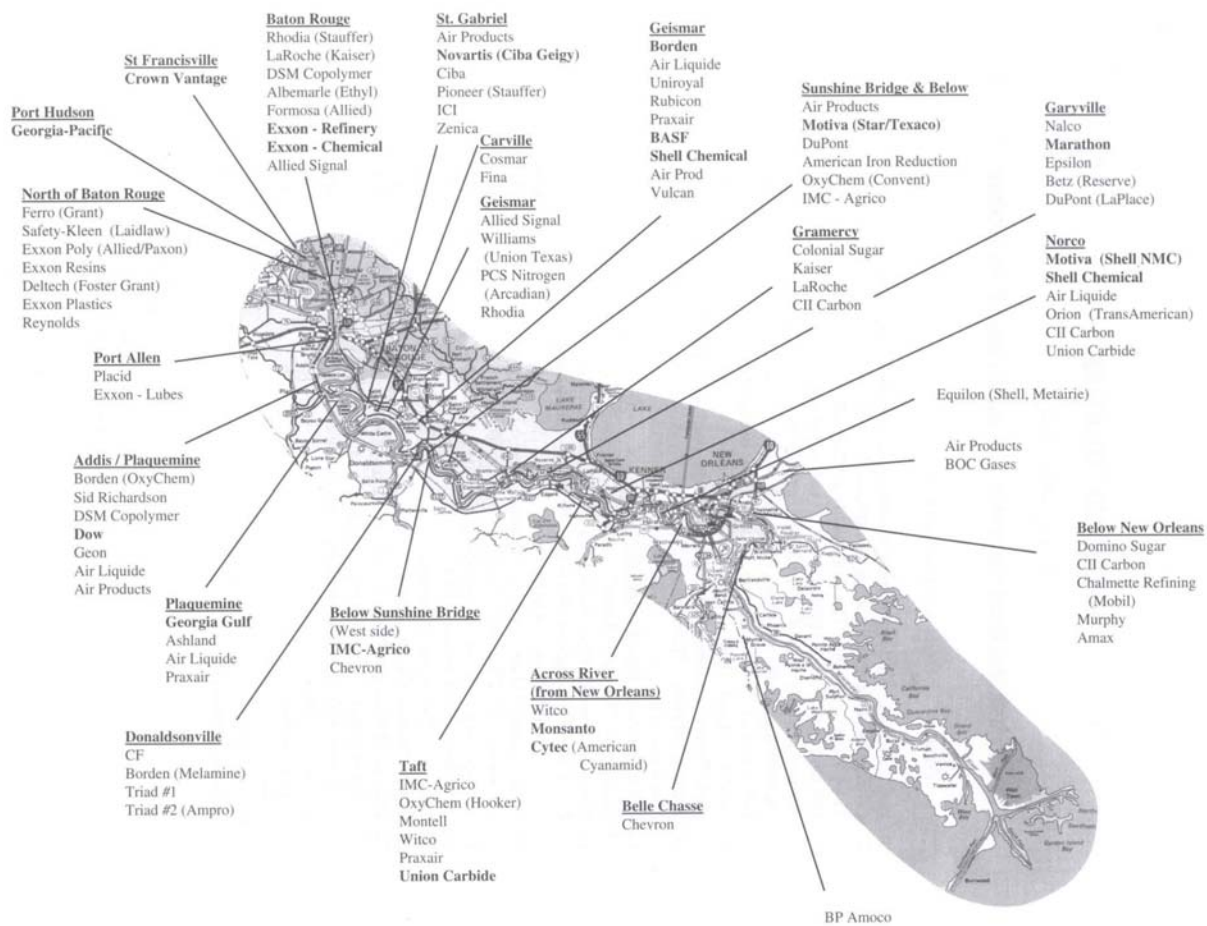 Baton Rouge
Rhodia (Stauffer)
LaRoche (Kaiser)
DSM Copolymer
Albemarle (Ethyl)
Formosa (Allied)
Exxon - Refinery
Exxon - Chemical
Allied Signal
St. Gabriel
Air Products
Novartis (Ciba Geigy)
Ciba
Pioneer (Stauffer)
ICI
Zenica
Geismar
Borden
Air Liquide
Uniroyal
Rubicon
Praxair
BASF
Shell Chemical
Air Prod
Vulcan
St Francisville
Crown Vantage
Sunshine Bridge & Below
Air Products
Motiva (Star/Texaco)
DuPont
American Iron Reduction
OxyChem (Convent)
IMC - Agrico
Garyville
Nalco
Marathon
Epsilon
Betz (Reserve)
DuPont (LaPlace)
Port Hudson
Georgia-Pacific
Carville
Cosmar
Fina
North of Baton Rouge
Ferro (Grant)
Safety-Kleen (Laidlaw)
Exxon Poly (Allied/Paxon)
Exxon Resins
Deltech (Foster Grant)
Exxon Plastics
Reynolds
Geismar
Allied Signal
Williams
(Union Texas)
PCS Nitrogen
(Arcadian)
Rhodia
Gramercy
Colonial Sugar
Kaiser
LaRoche
CII Carbon
Norco
Motiva (Shell NMC)
Shell Chemical
Air Liquide
Orion (TransAmerican)
CII Carbon
Union Carbide
Port Allen
Placid
Exxon - Lubes
Equilon (Shell, Metairie)
Air Products
BOC Gases
LAKE
LAKE
NEW
ORLEANS
KENNER
Donaldsonville
Addis / Plaquemine
Borden (OxyChem)
Sid Richardson
DSM Copolymer
Dow
Geon
Air Liquide
Air Products
Below New Orleans
Domino Sugar
CII Carbon
Chalmette Refining
(Mobil)
Murphy
Amax
Plaquemine
Georgia Gulf
Ashland
Air Liquide
Praxair
Below Sunshine Bridge
(West side)
IMC-Agrico
Chevron
Across River
(from New Orleans)
Witco
Monsanto
Cytec (American
Cyanamid)
Donaldsonville
CF
Borden (Melamine)
Triad #1
Triad #2 (Ampro)
Taft
IMC-Agrico
OxyChem (Hooker)
Montell
Witco
Praxair
Union Carbide
Belle Chasse
Chevron
BP Amoco